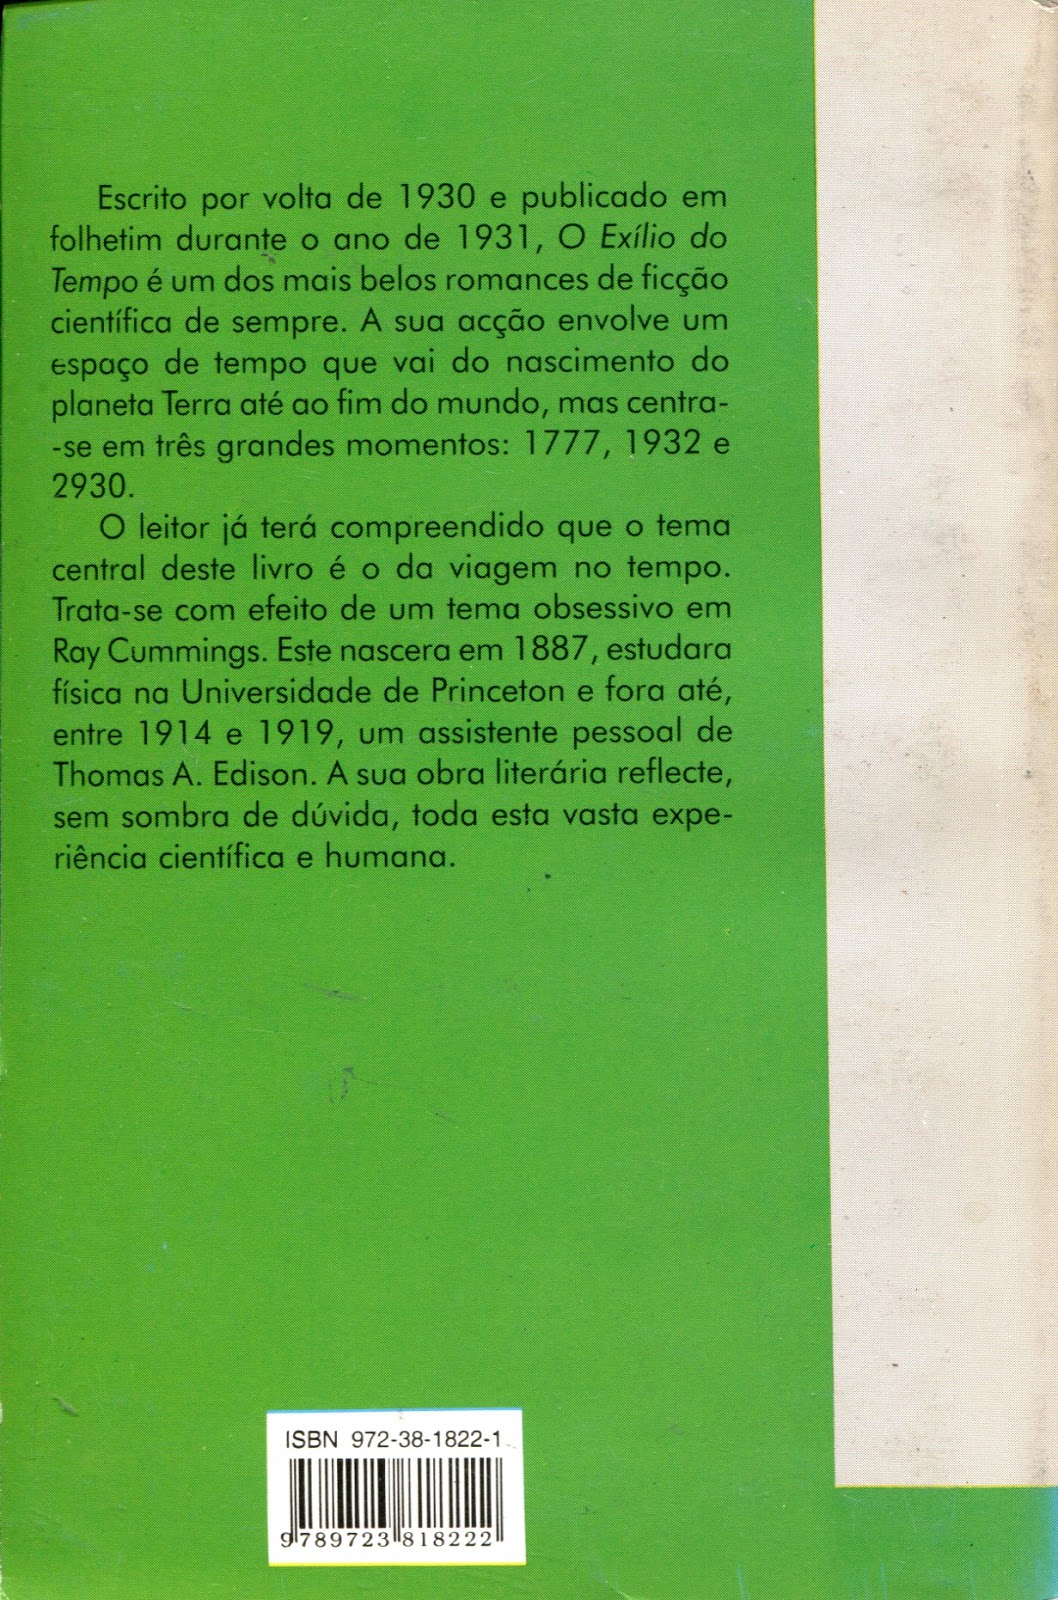 Escrito por volta de 1930 e publicado em
folhetim durante o ano de 1931, O Exílio do
Tempo é um dos mais belos romances de ficção
científica de sempre. A sua acção envolve um
espaço de tempo que vai do nascimento do
planeta Terra até ao fim do mundo, mas centra-
-se em três grandes momentos: 1777, 1932 e
2930.
O leitor já terá compreendido que o tema
central deste livro é o da viagem no tempo.
Trata-se com efeito de um tema obsessivo em
Ray Cummings. Este nascera em 1887, estudara
física na Universidade de Princeton e fora até,
entre 1914 e 1919, um assistente pessoal de
Thomas A. Edison. A sua obra literária reflecte,
sem sombra de dúvida, toda esta vasta expe-
riência científica e humana.
ISBN 972-38-1822-1
9789723818222